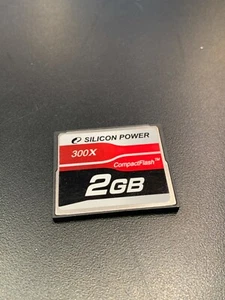 SILICON POWER
300X
CompactFlash™
2GB